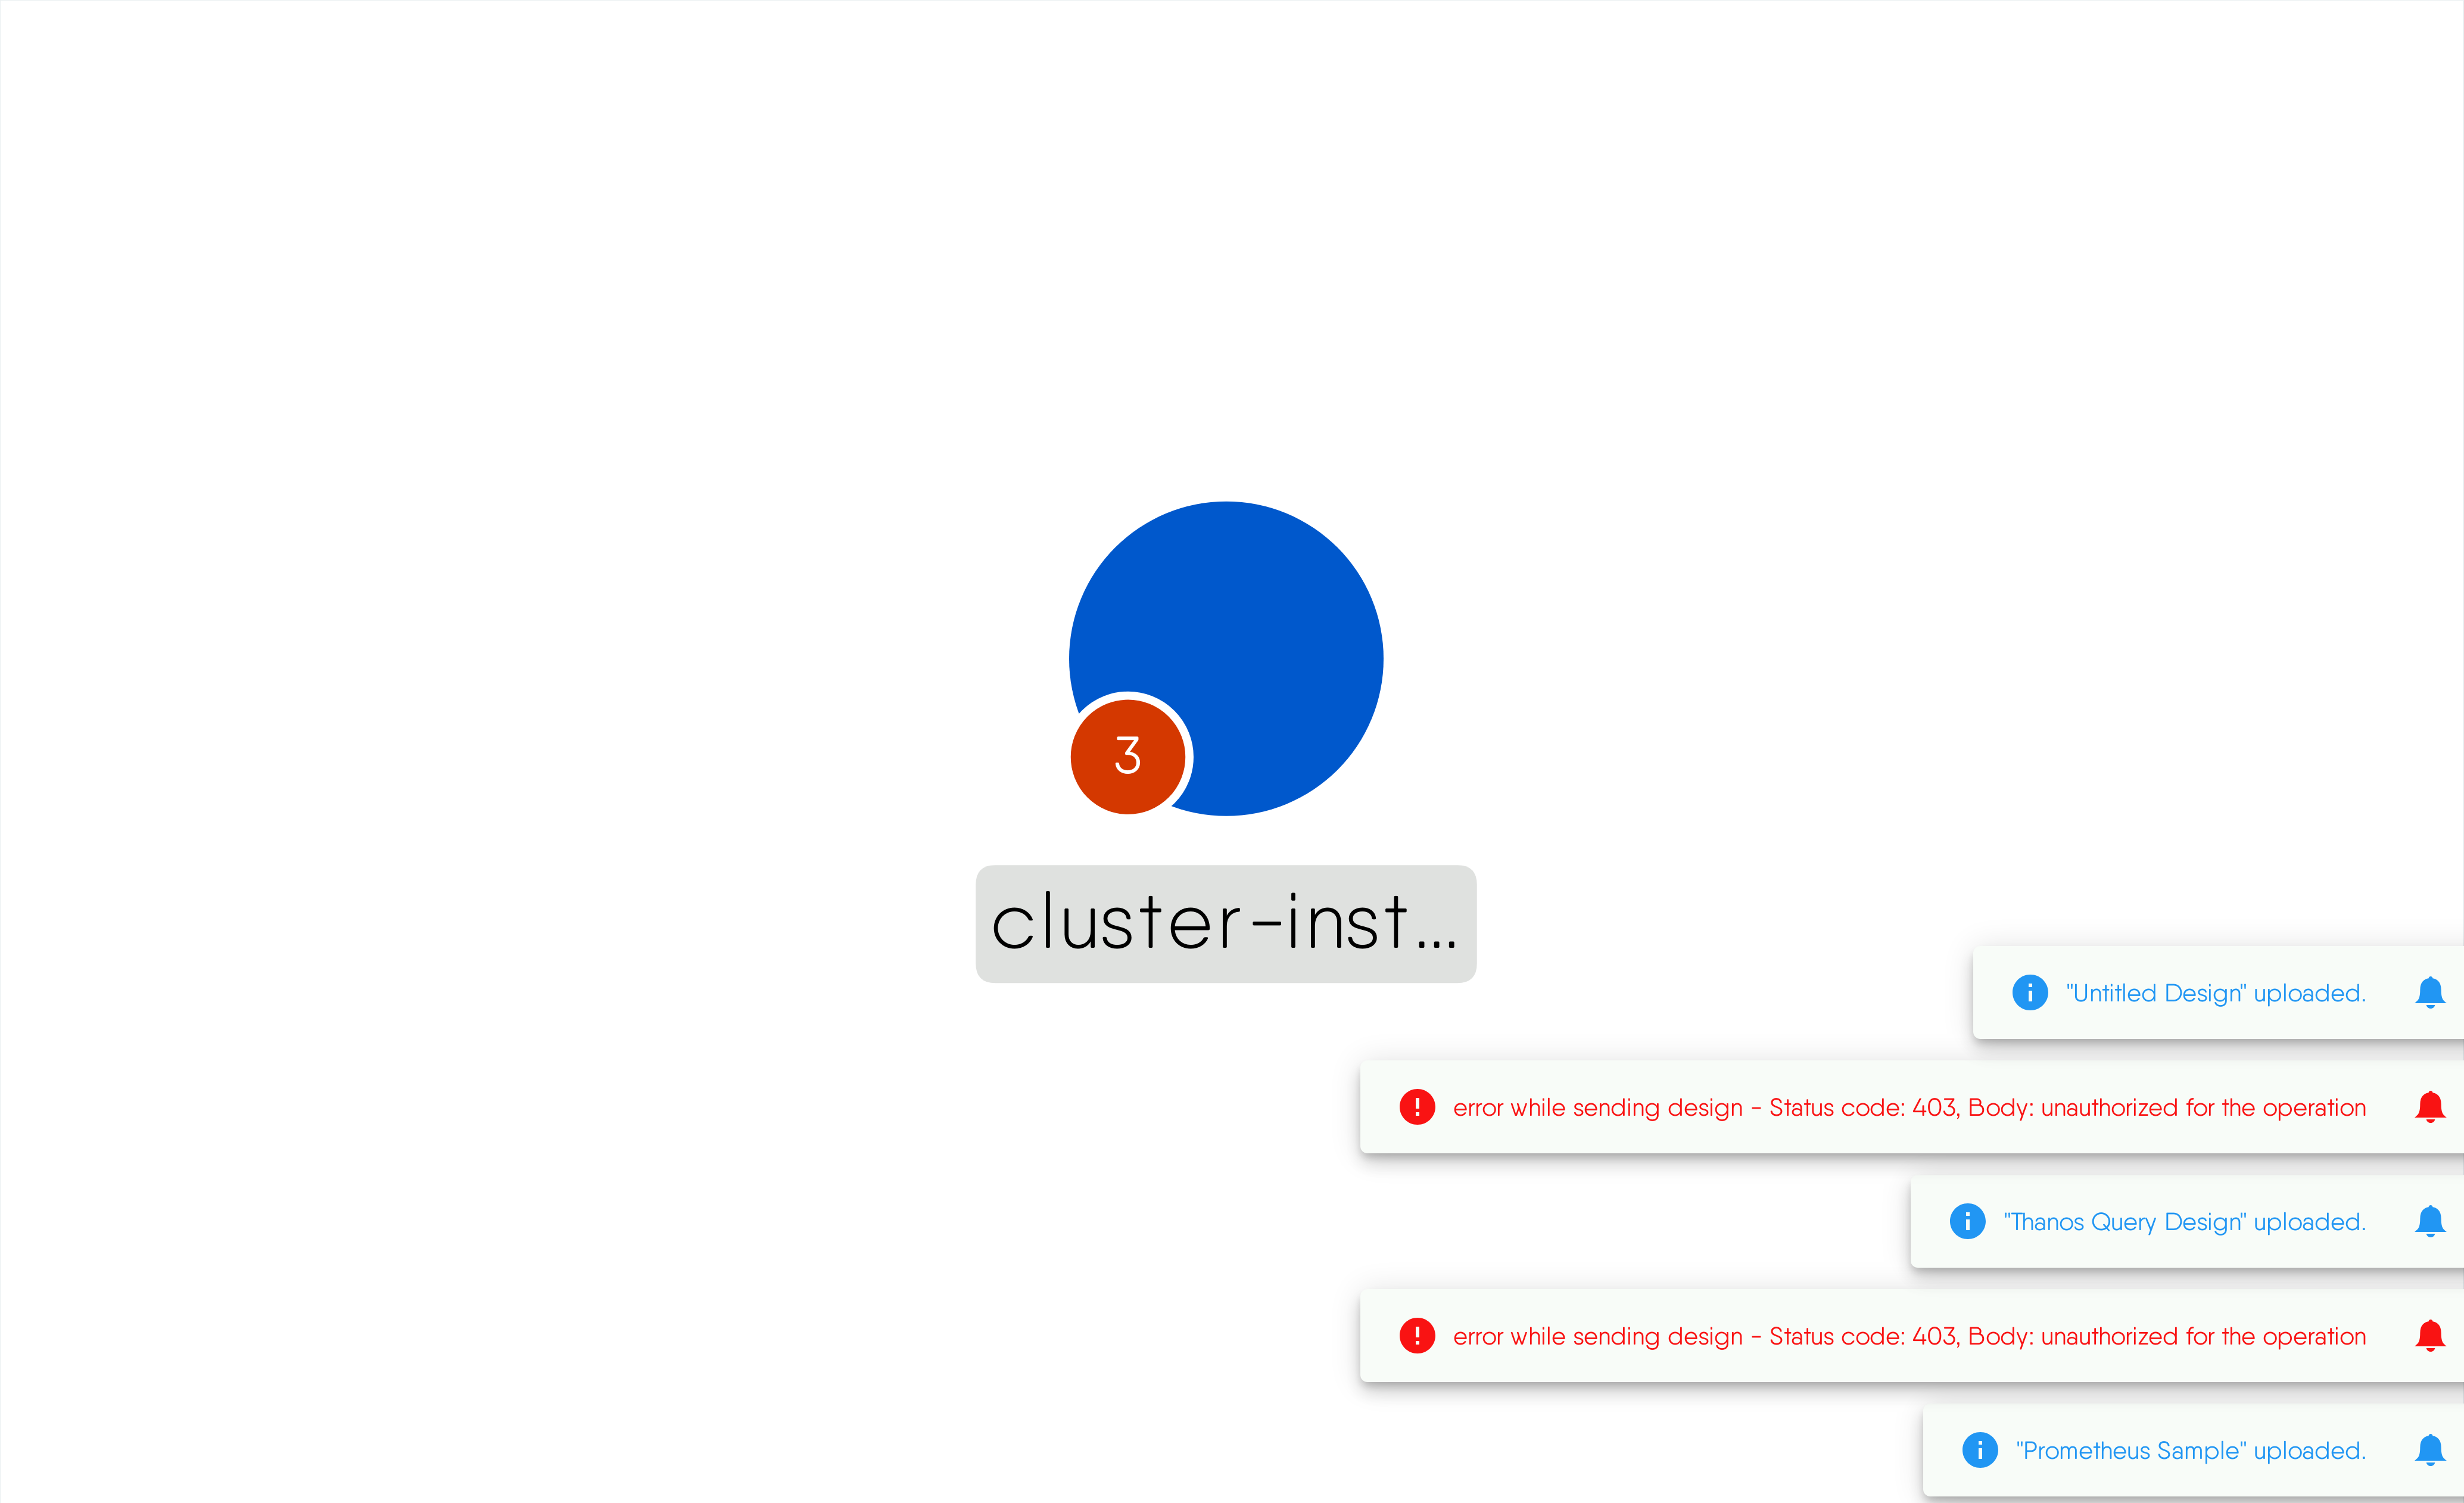 3
cluster-inst...
"Untitled Design" uploaded.
error while sending design - Status code: 403, Body: unauthorized for the operation
"Thanos Query Design" uploaded.
error while sending design - Status code: 403, Body: unauthorized for the operation
"Prometheus Sample" uploaded.